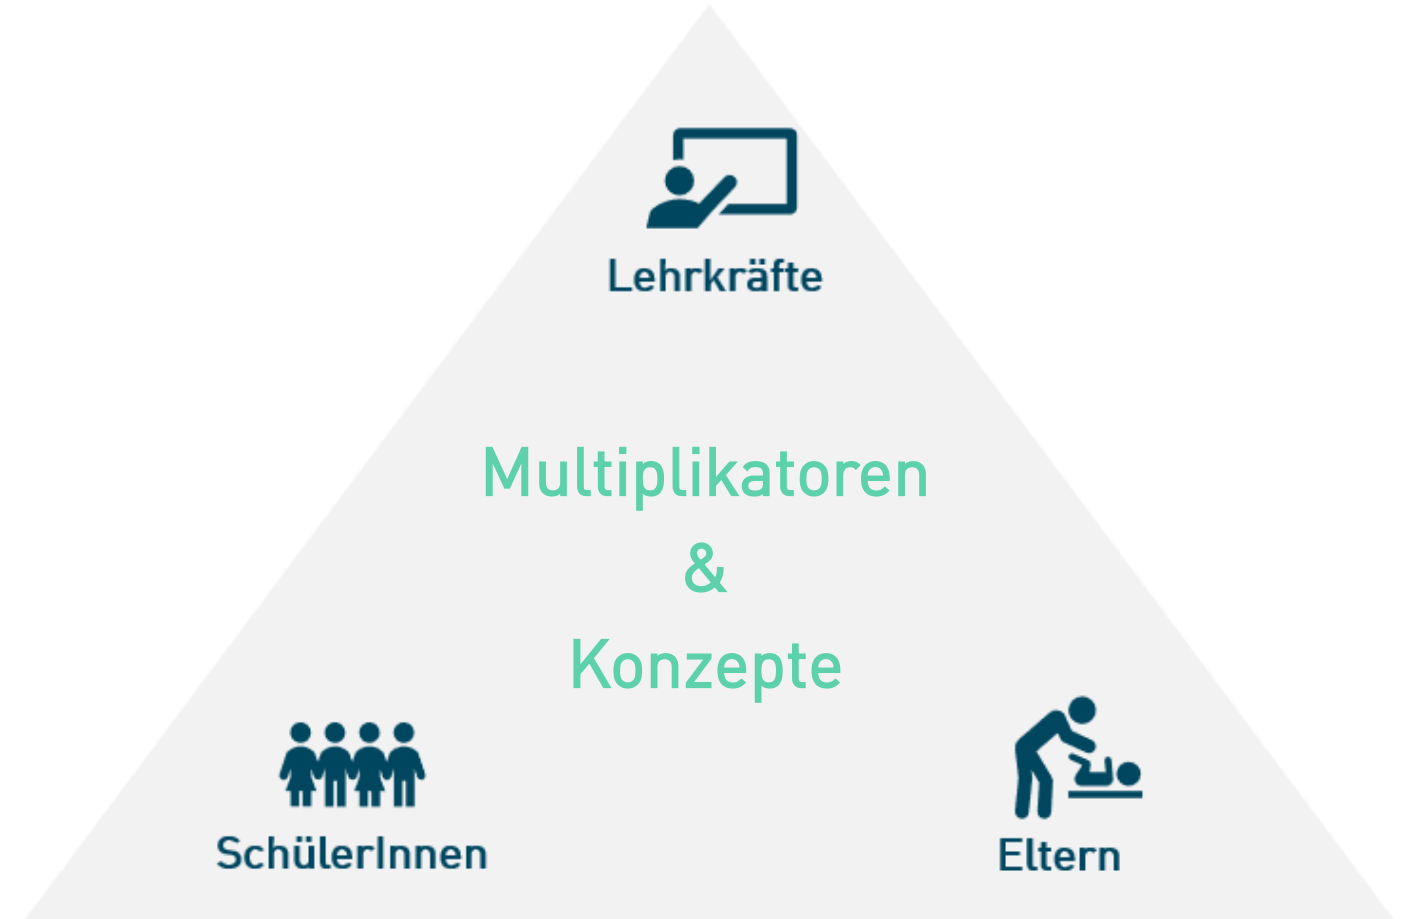 Lehrkräfte
Multiplikatoren
&
Konzepte
SchülerInnen
Eltern